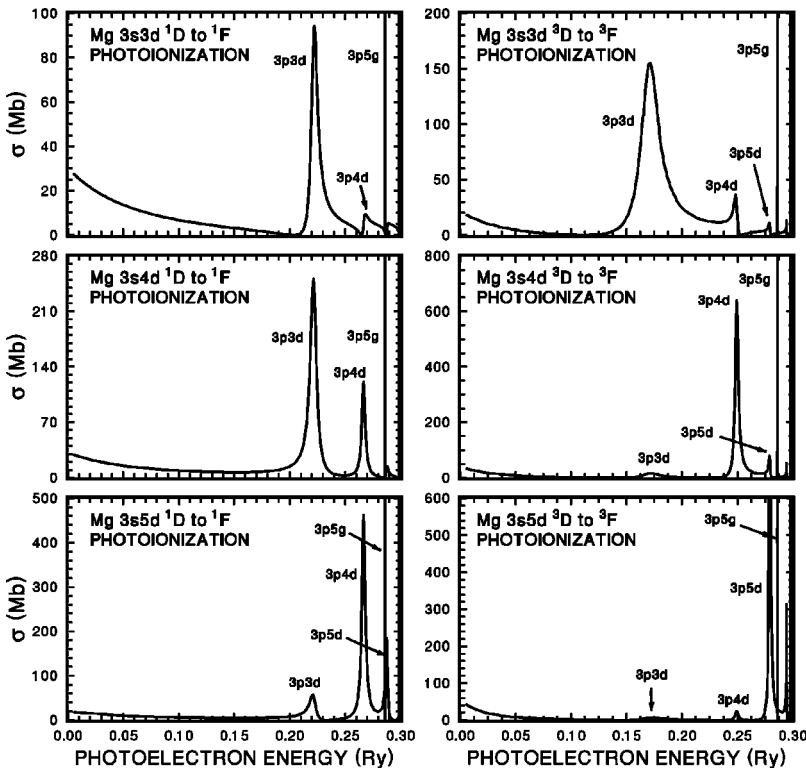 Mg 3s3d ¹D to ¹F
PHOTOIONIZATION
3p3d
3p5g
3p4d
100
80
60
40
20
0
σ (Mb)
Mg 3s3d ³D to ³F
PHOTOIONIZATION
3p5g
3p3d
3p5d
3p4d
200
150
100
50
0
Mg 3s4d ¹D to ¹F
PHOTOIONIZATION
3p3d
3p5g
3p4d
280
210
140
70
0
σ (Mb)
Mg 3s4d ³D to ³F
PHOTOIONIZATION
3p5g
3p4d
3p5d
3p3d
800
600
400
200
0
Mg 3s5d ¹D to ¹F
PHOTOIONIZATION
3p5g
3p4d
3p5d
3p3d
500
400
300
200
100
0
σ (Mb)
0.00 0.05 0.10 0.15 0.20 0.25 0.30
PHOTOELECTRON ENERGY (Ry)
Mg 3s5d ³D to ³F
PHOTOIONIZATION
3p5g
3p5d
3p3d
3p4d
600
500
400
300
200
100
0
0.00 0.05 0.10 0.15 0.20 0.25 0.30
PHOTOELECTRON ENERGY (Ry)